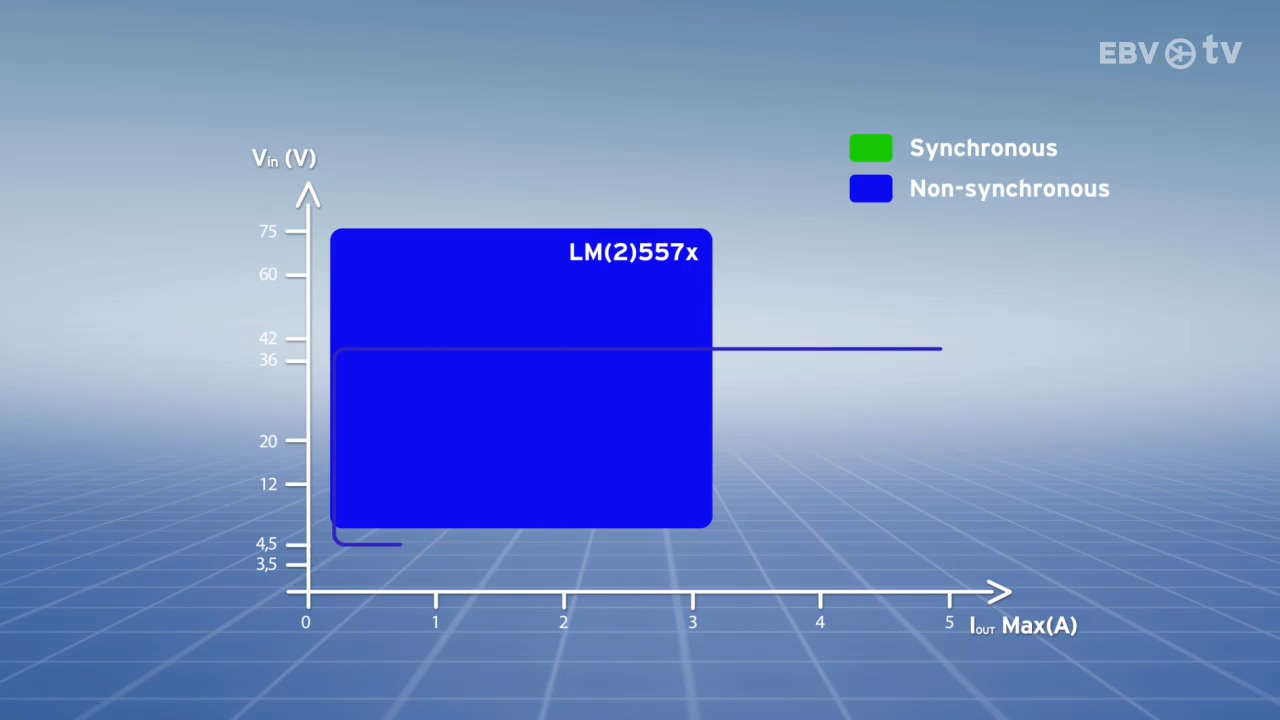 EBV tv
Synchronous
Non-synchronous
Vin (V)
75
LM(2)557x
60
42
36
20
12
4,5
3,5
0 1 2 3 4 5
IOUT Max(A)